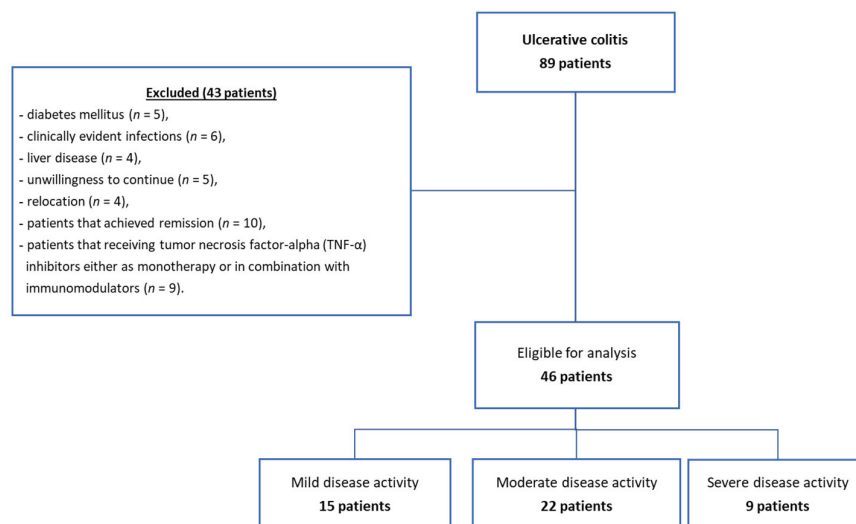 Ulcerative colitis
89 patients
Excluded (43 patients)
- diabetes mellitus (n = 5),
- clinically evident infections (n = 6),
- liver disease (n = 4),
- unwillingness to continue (n = 5),
- relocation (n = 4),
- patients that achieved remission (n = 10),
- patients that receiving tumor necrosis factor-alpha (TNF-α)
inhibitors either as monotherapy or in combination with
immunomodulators (n = 9).
Eligible for analysis
46 patients
Mild disease activity
15 patients
Moderate disease activity
22 patients
Severe disease activity
9 patients